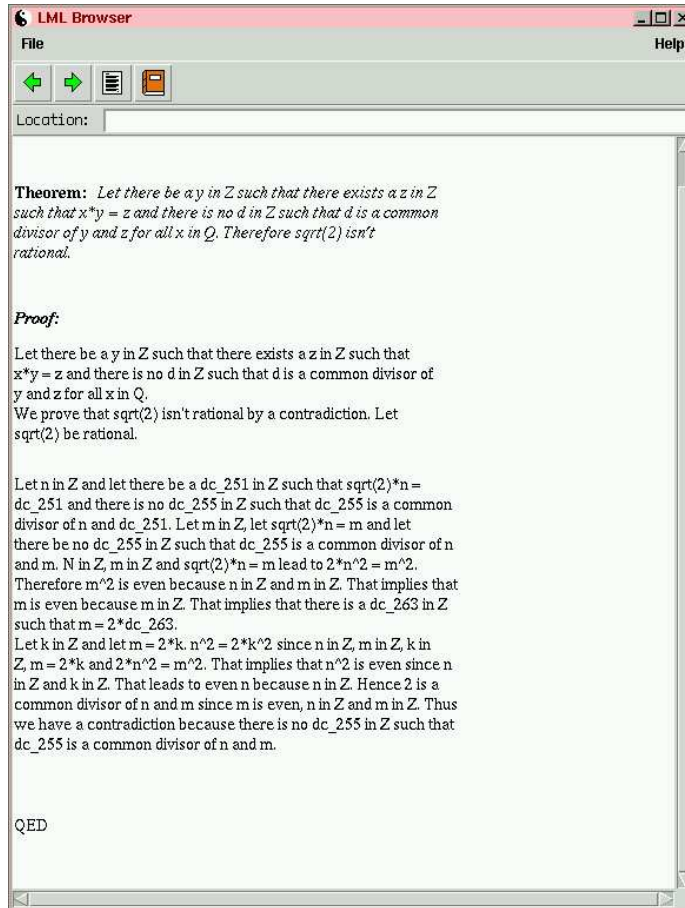 LML Browser
File Help
Location:
Theorem: Let there be a y in Z such that there exists a z in Z
such that x*y = z and there is no d in Z such that d is a common
divisor of y and z for all x in Q. Therefore sqrt(2) isn't
rational.
Proof:
Let there be a y in Z such that there exists a z in Z such that
x*y = z and there is no d in Z such that d is a common divisor of
y and z for all x in Q.
We prove that sqrt(2) isn't rational by a contradiction. Let
sqrt(2) be rational.
Let n in Z and let there be a dc_251 in Z such that sqrt(2)*n =
dc_251 and there is no dc_255 in Z such that dc_255 is a common
divisor of n and dc_251. Let m in Z, let sqrt(2)*n = m and let
there be no dc_255 in Z such that dc_255 is a common divisor of n
and m. N in Z, m in Z and sqrt(2)*n = m lead to 2*n^2 = m^2.
Therefore m^2 is even because n in Z and m in Z. That implies that
m is even because m in Z. That implies that there is a dc_263 in Z
such that m = 2*dc_263.
Let k in Z and let m = 2*k. n^2 = 2*k^2 since n in Z, m in Z, k in
Z, m = 2*k and 2*n^2 = m^2. That implies that n^2 is even since n
in Z and k in Z. That leads to even n because n in Z. Hence 2 is a
common divisor of n and m since m is even, n in Z and m in Z. Thus
we have a contradiction because there is no dc_255 in Z such that
dc_255 is a common divisor of n and m.
QED